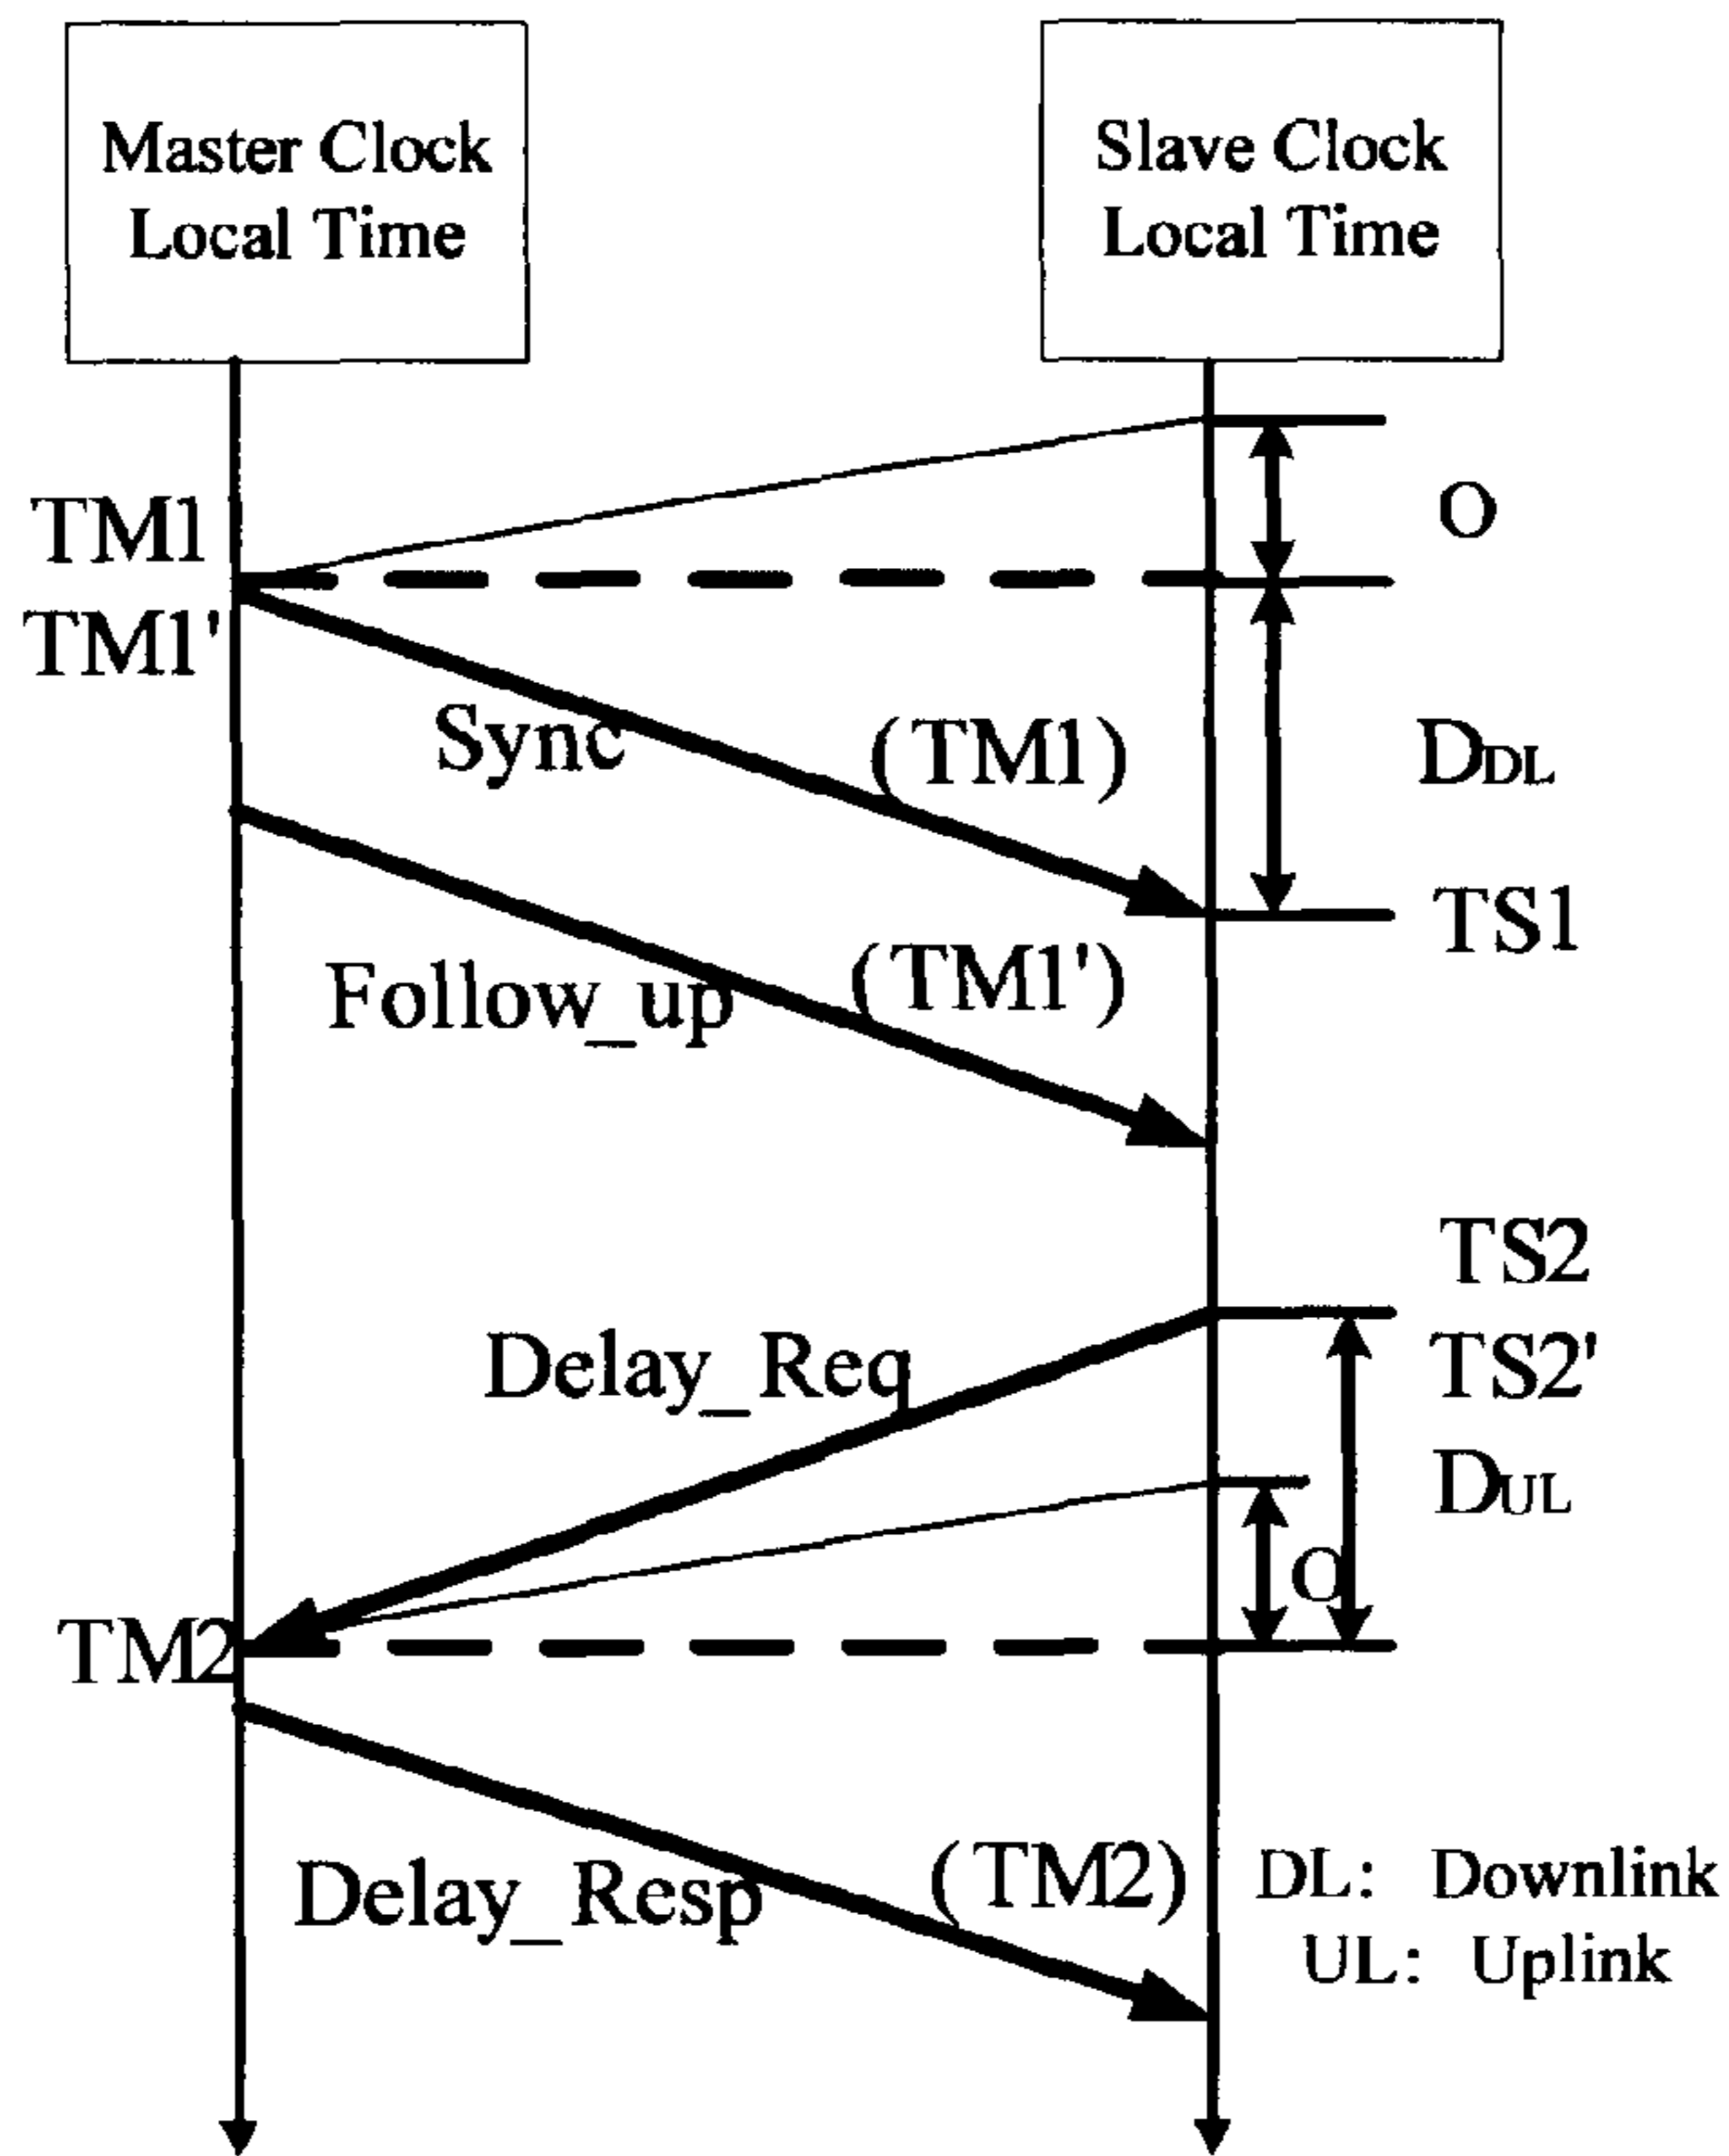 Master Clock
Local Time
Slave Clock
Local Time
O
TM1
TM1'
Sync
(TM1)
DDL
TS1
Follow_up
(TM1')
TS2
Delay_Req
TS2'
DUL
O
TM2
Delay_Resp
(TM2)
DL: Downlink
UL: Uplink